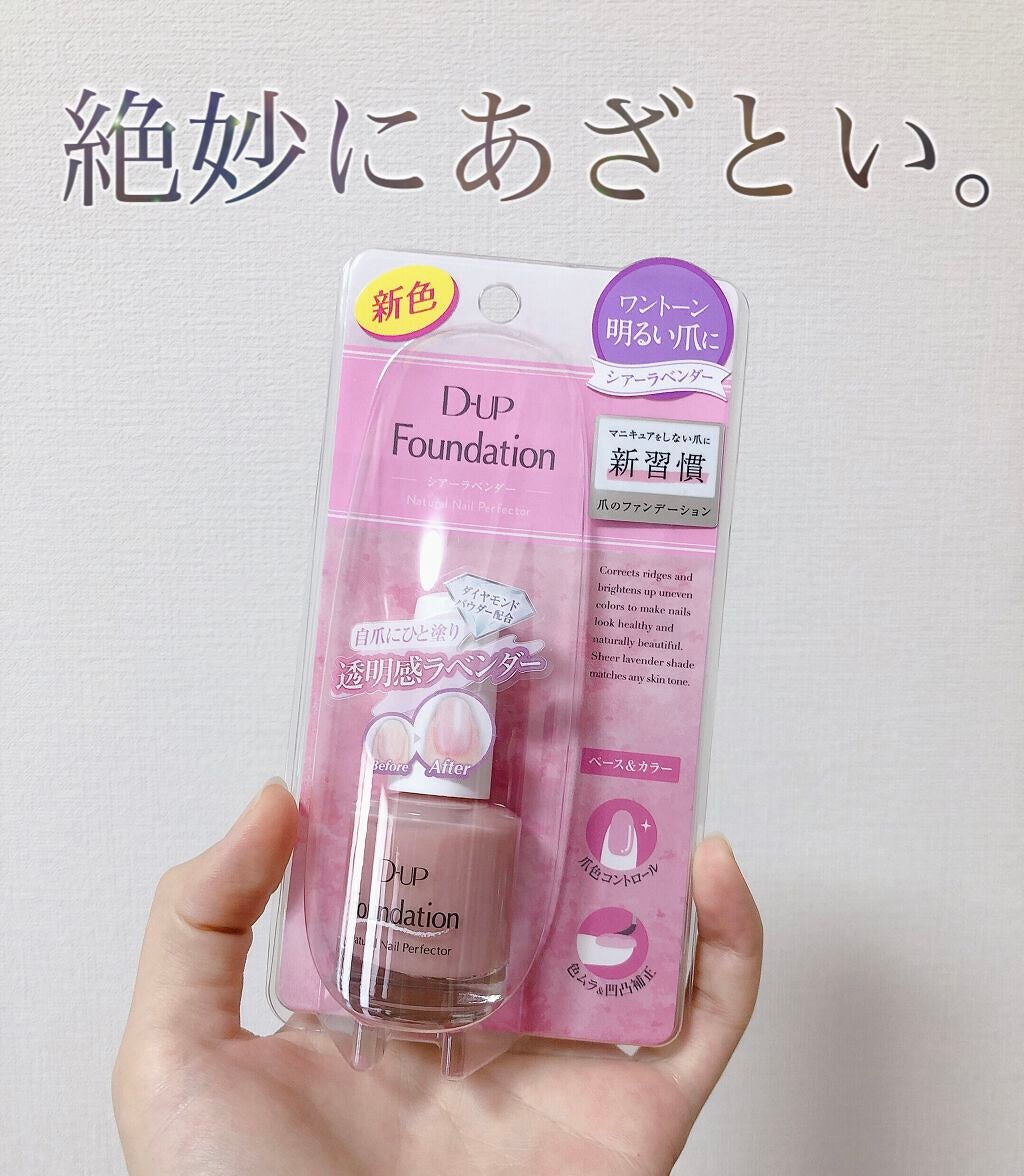 絶妙にあざとい。
新色
ワントーン
明るい爪に
シアーラベンダー
D-UP
Foundation
シアーラベンダー
Natural Nail Perfector
マニキュアをしない爪に
新習慣
爪のファンデーション
Corrects ridges and
brightens up uneven
colors to make nails
look healthy and
naturally beautiful.
Sheer lavender shade
matches any skin tone.
ダイヤモンド
パウダー配合
自爪にひと塗り
透明感ラベンダー
Before
After
ベース&カラー
爪色コントロール
色ムラ&凹凸補正
D-UP
Foundation
Natural Nail Perfector